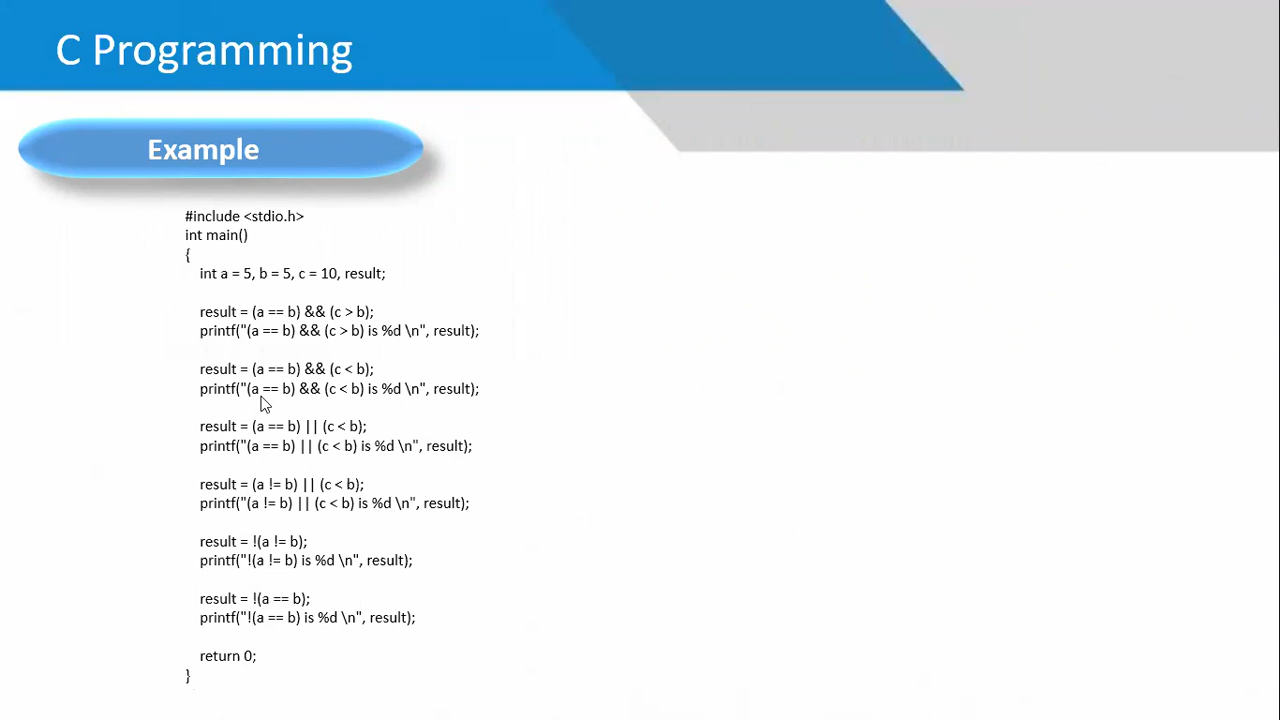 C Programming
Example
#include <stdio.h>
int main()
{
    int a = 5, b = 5, c = 10, result;
    result = (a == b) && (c > b);
    printf("(a == b) && (c > b) is %d \n", result);
    result = (a == b) && (c < b);
    printf("(a == b) && (c < b) is %d \n", result);
    result = (a == b) || (c < b);
    printf("(a == b) || (c < b) is %d \n", result);
    result = (a != b) || (c < b);
    printf("(a != b) || (c < b) is %d \n", result);
    result = !(a != b);
    printf("!(a != b) is %d \n", result);
    result = !(a == b);
    printf("!(a == b) is %d \n", result);
    return 0;
}